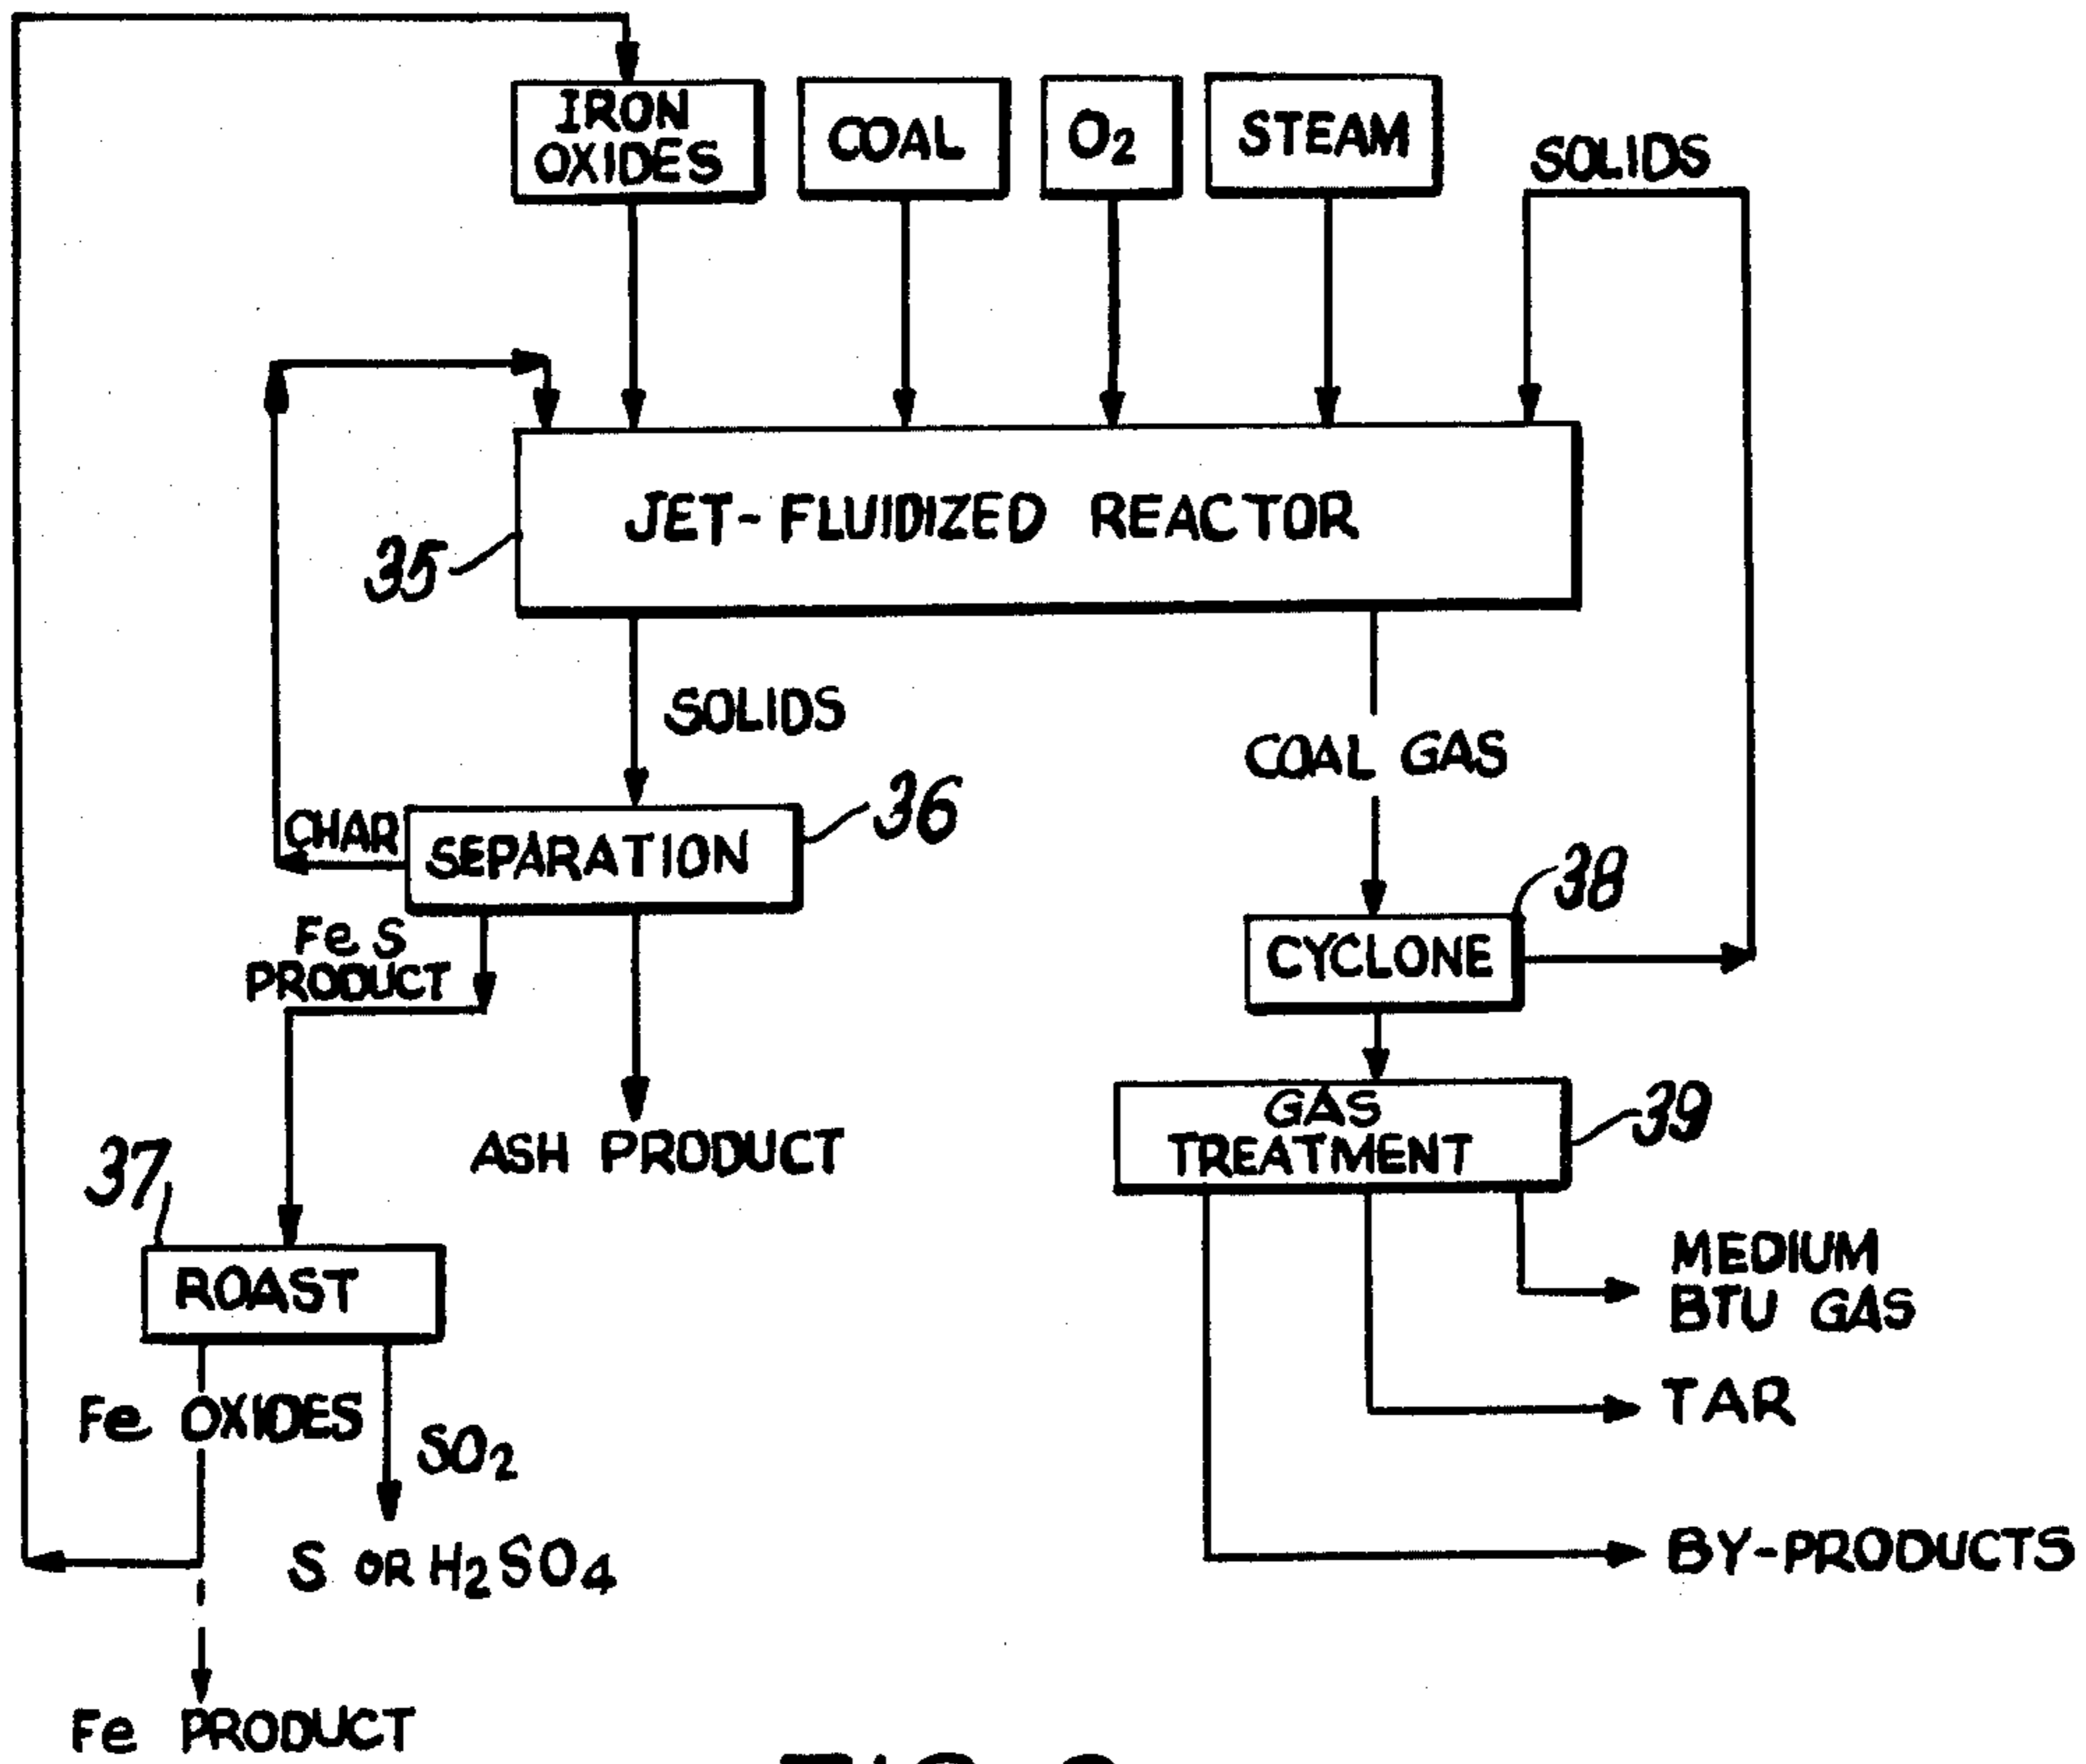 IRON
OXIDES
COAL
O2
STEAM
SOLIDS
JET-FLUIDIZED REACTOR
35
SOLIDS
COAL GAS
36
CHAR
SEPARATION
38
Fe S
PRODUCT
CYCLONE
GAS
TREATMENT
39
ASH PRODUCT
37
ROAST
MEDIUM
BTU GAS
Fe OXIDES
TAR
SO2
S OR H2SO4
BY-PRODUCTS
Fe PRODUCT